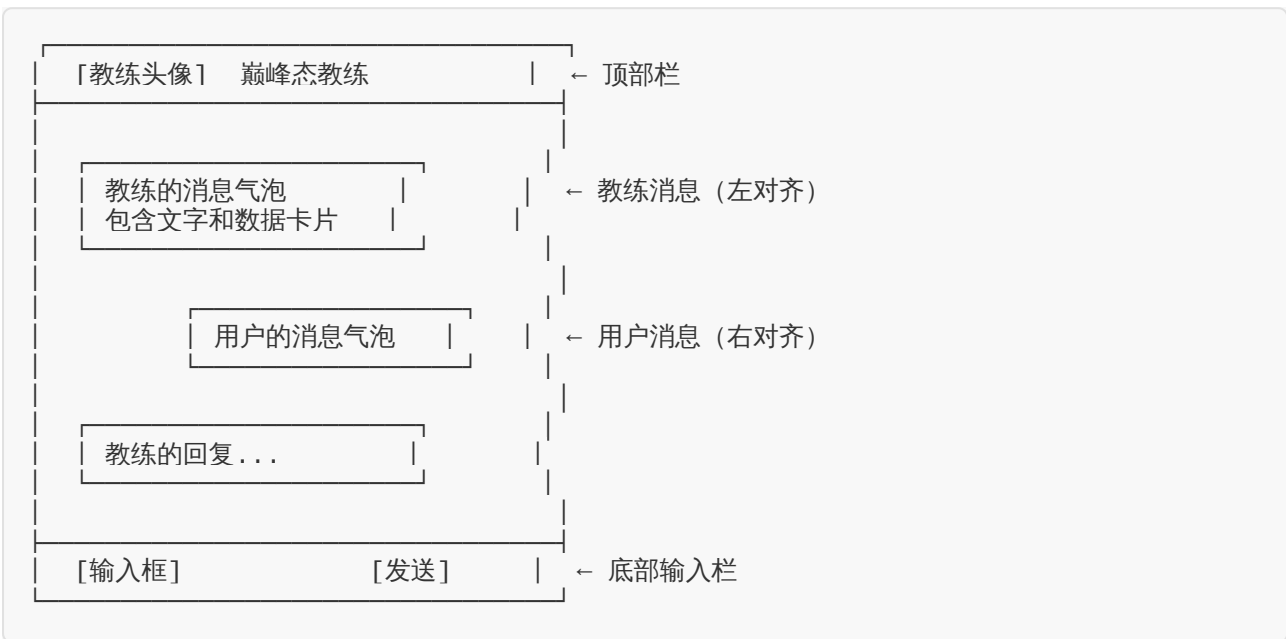 [教练头像] 巅峰态教练 ← 顶部栏
教练的消息气泡 ← 教练消息（左对齐）
包含文字和数据卡片
用户的消息气泡 ← 用户消息（右对齐）
教练的回复...
[输入框] [发送] ← 底部输入栏